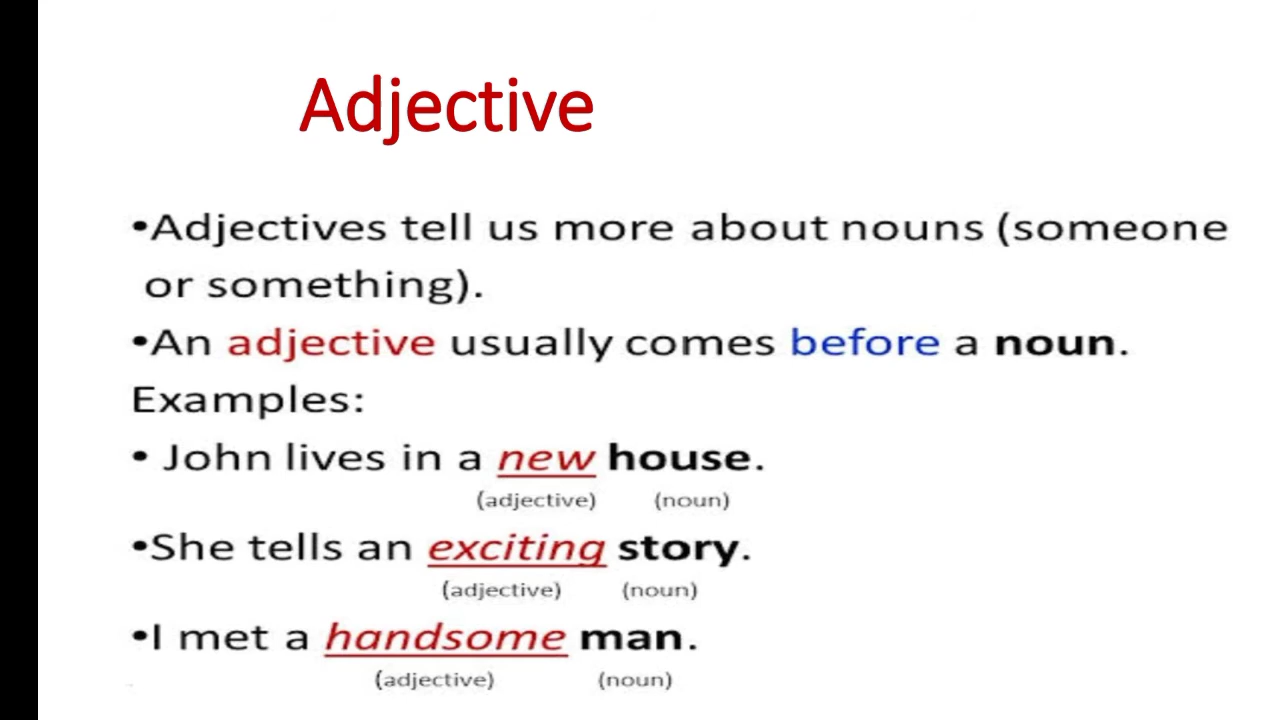 Adjective
•Adjectives tell us more about nouns (someone
or something).
•An adjective usually comes before a noun.
Examples:
• John lives in a new house.
(adjective) (noun)
•She tells an exciting story.
(adjective) (noun)
•I met a handsome man.
(adjective) (noun)